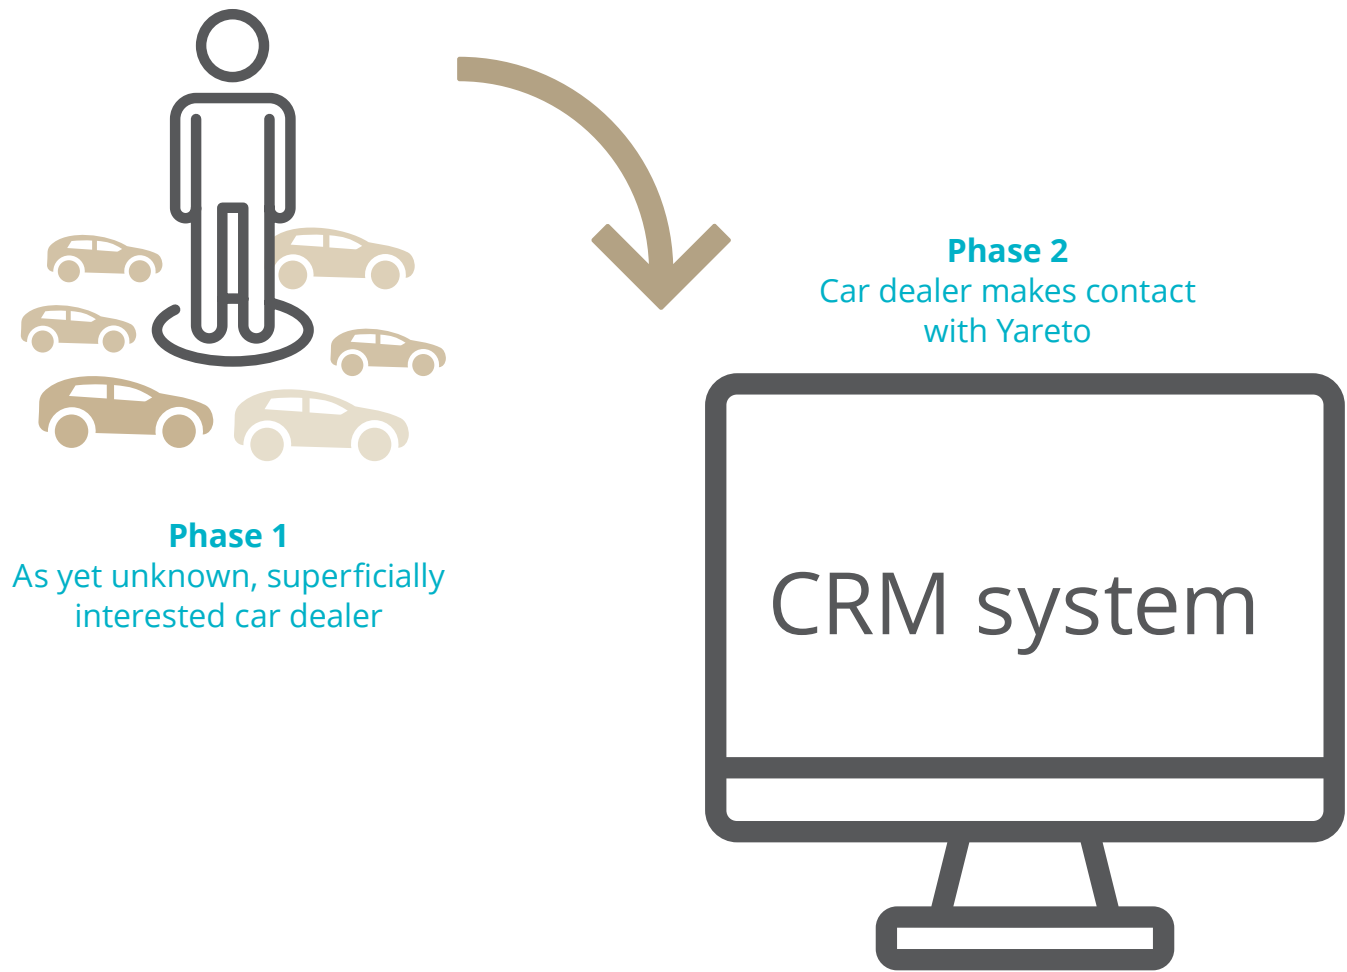 Phase 1
As yet unknown, superficially
interested car dealer
Phase 2
Car dealer makes contact
with Yareto
CRM system